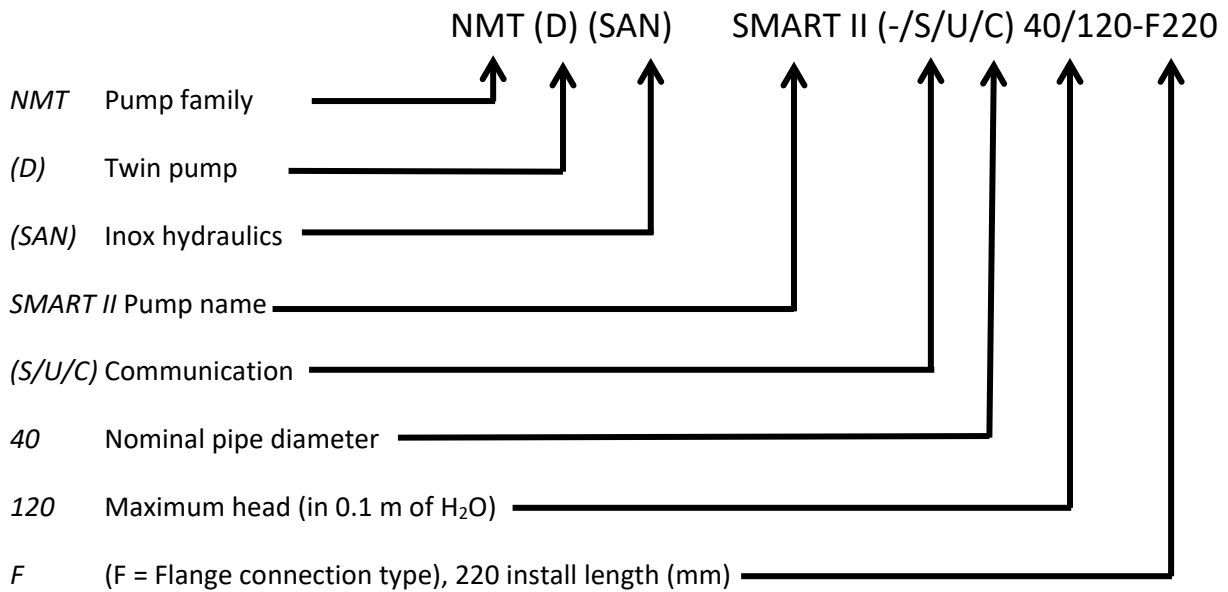 NMT (D) (SAN) SMART II (-/S/U/C) 40/120-F220
NMT Pump family
(D) Twin pump
(SAN) Inox hydraulics
SMART II Pump name
(S/U/C) Communication
40 Nominal pipe diameter
120 Maximum head (in 0.1 m of H₂O)
F (F = Flange connection type), 220 install length (mm)